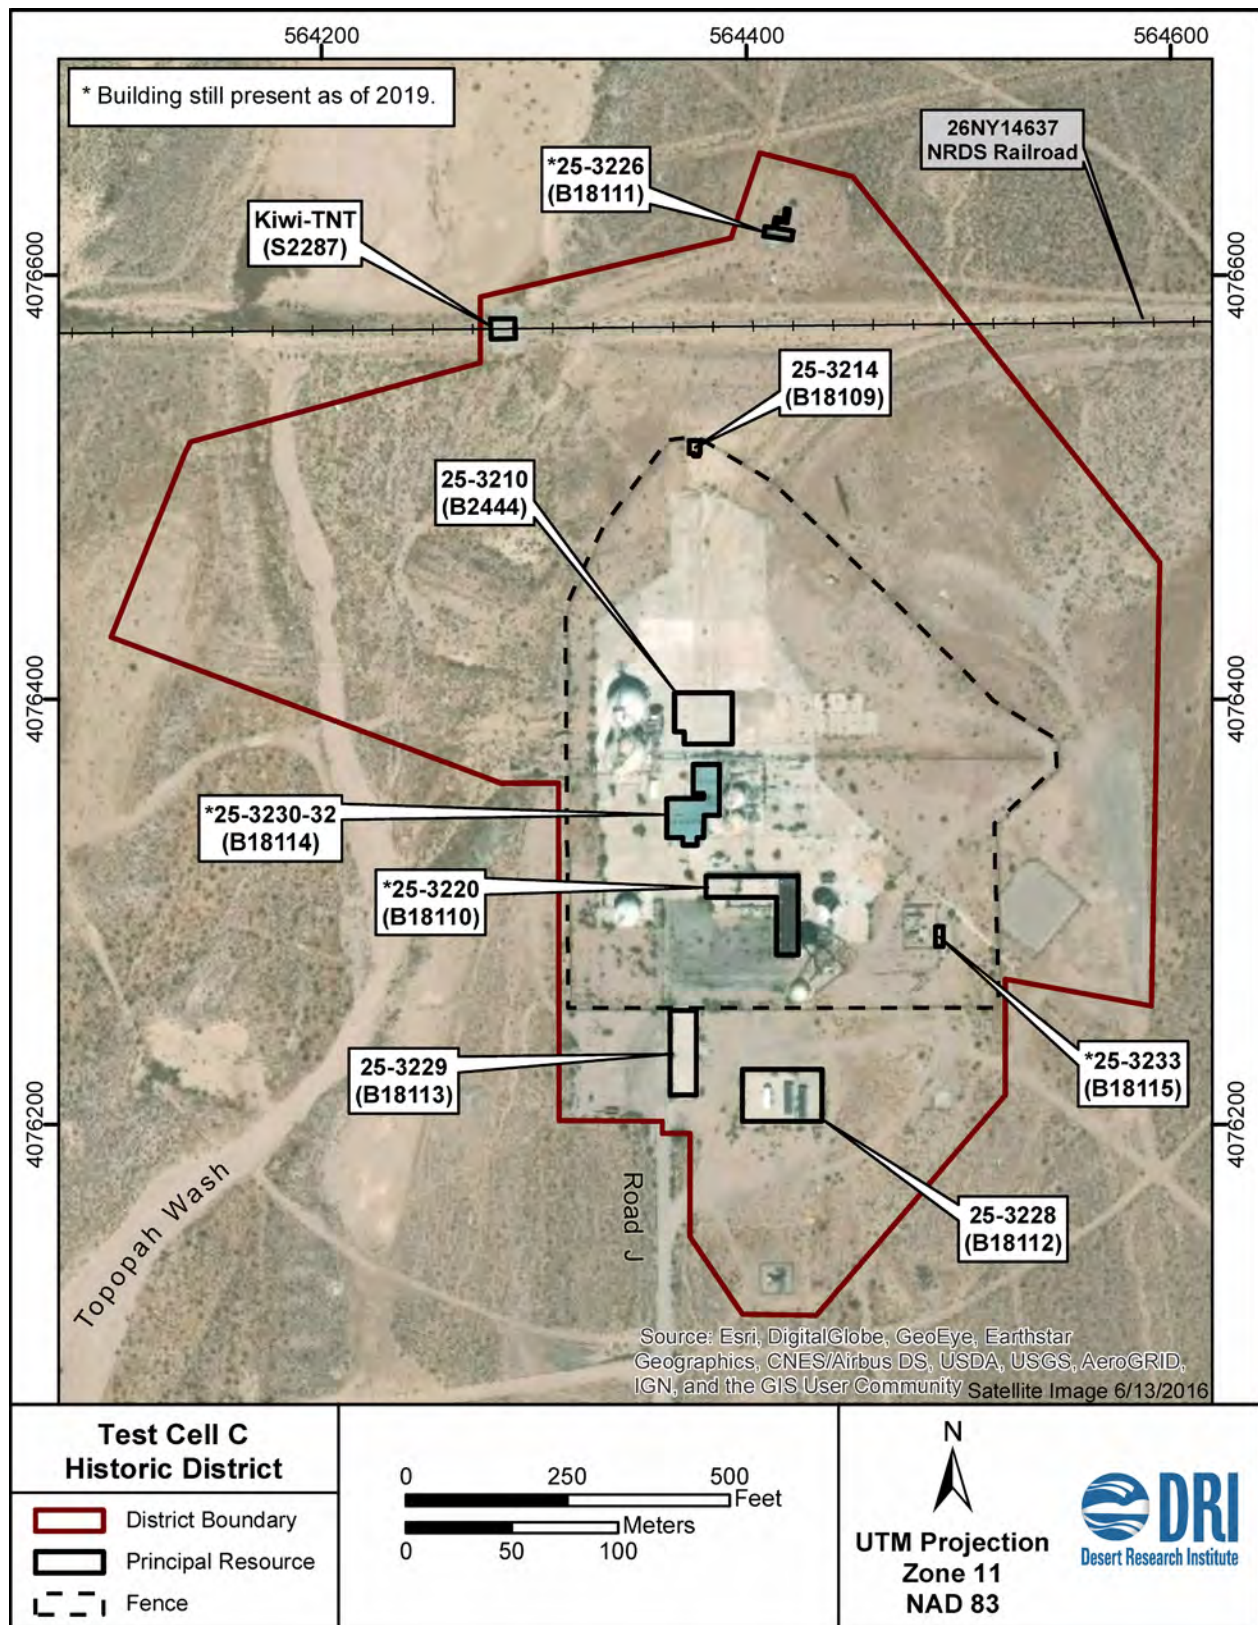 564200
564400
564600
* Building still present as of 2019.
26NY14637
NRDS Railroad
*25-3226
(B18111)
Kiwi-TNT
(S2287)
4076600
4076600
25-3214
(B18109)
25-3210
(B2444)
4076400
4076400
*25-3230-32
(B18114)
*25-3220
(B18110)
25-3229
(B18113)
*25-3233
(B18115)
4076200
4076200
Topopah Wash
Road J
25-3228
(B18112)
Source: Esri, DigitalGlobe, GeoEye, Earthstar
Geographics, CNES/Airbus DS, USDA, USGS, AeroGRID,
IGN, and the GIS User Community
Satellite Image 6/13/2016
Test Cell C
Historic District
District Boundary
Principal Resource
Fence
0 250 500
Feet
Meters
0 50 100
N
UTM Projection
Zone 11
NAD 83
DRI
Desert Research Institute